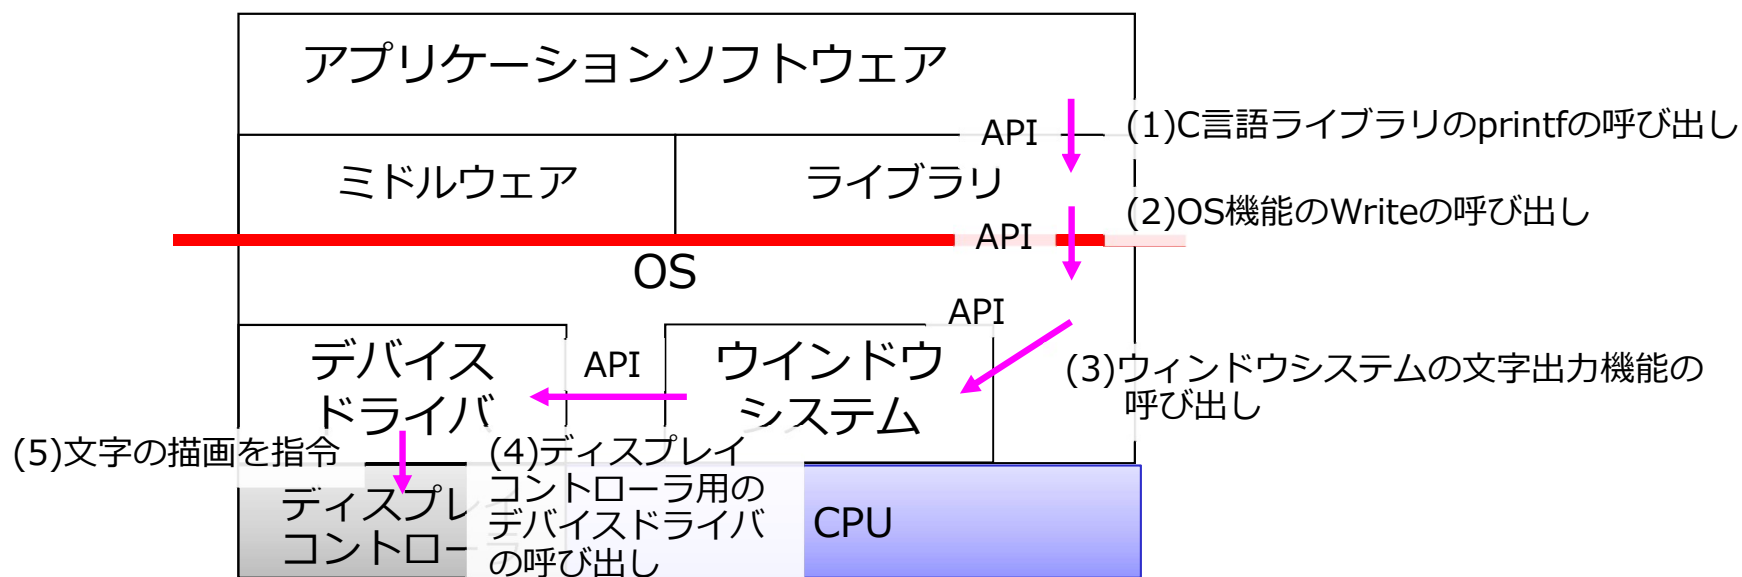 アプリケーションソフトウェア
API
(1)C言語ライブラリのprintfの呼び出し
ミドルウェア
ライブラリ
(2)OS機能のWriteの呼び出し
API
OS
API
デバイス
ドライバ
API
ウインドウ
システム
(3)ウィンドウシステムの文字出力機能の
呼び出し
(5)文字の描画を指令
(4)ディスプレイ
コントローラ用の
デバイスドライバ
の呼び出し
ディスプレイ
コントローラ
CPU